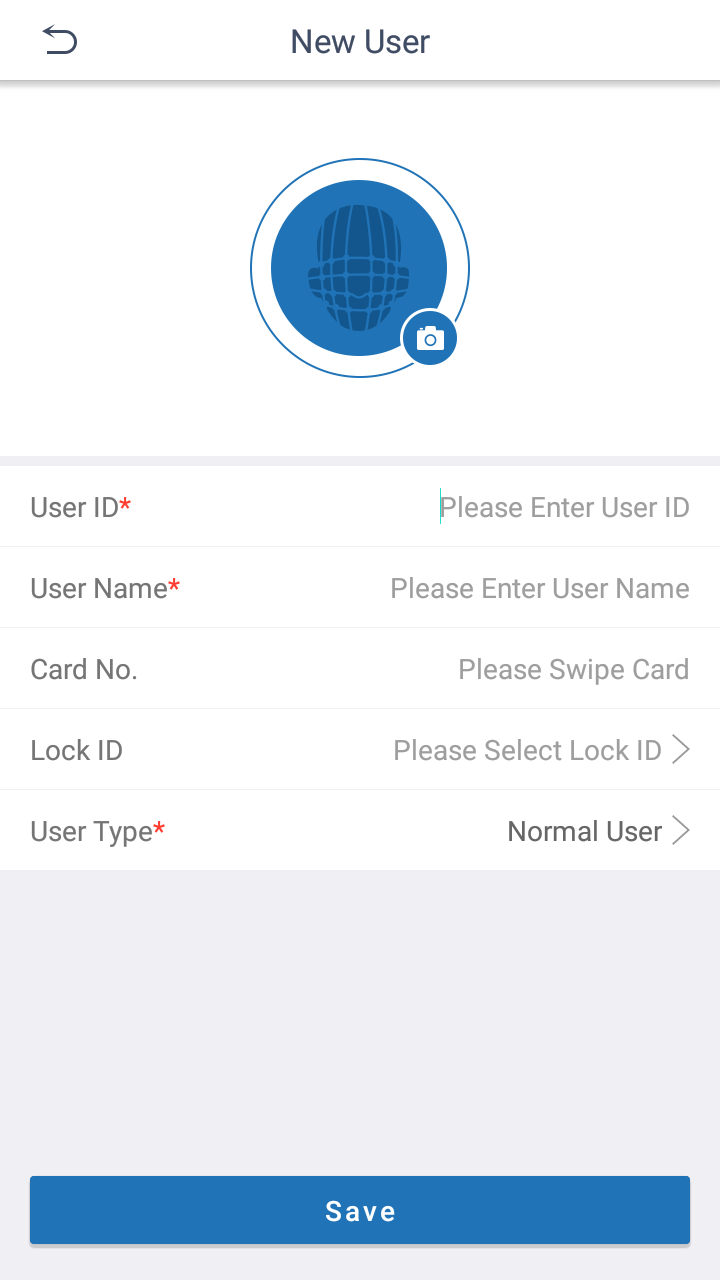 New User
User ID* Please Enter User ID
User Name* Please Enter User Name
Card No. Please Swipe Card
Lock ID Please Select Lock ID
User Type* Normal User
Save